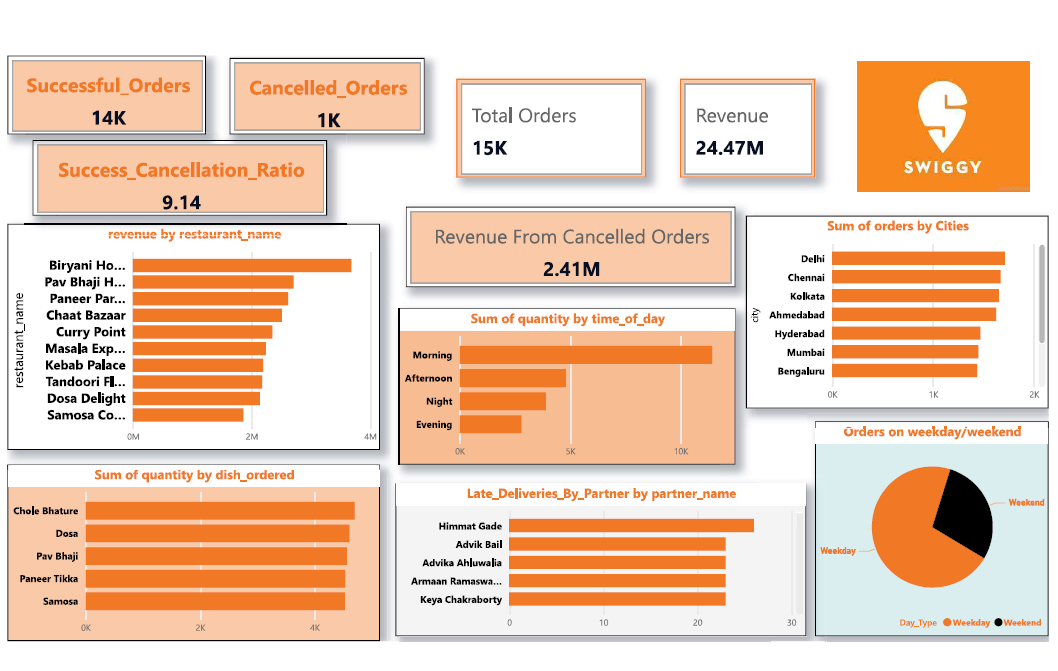 Successful_Orders
14K
Cancelled_Orders
1K
Total Orders
15K
Revenue
24.47M
SWIGGY
Success_Cancellation_Ratio
9.14
Revenue From Cancelled Orders
2.41M
revenue by restaurant_name
restaurant_name
Biryani Ho...
Pav Bhaji H...
Paneer Par...
Chaat Bazaar
Curry Point
Masala Exp...
Kebab Palace
Tandoori Fl...
Dosa Delight
Samosa Co...
0M 2M 4M
Sum of quantity by time_of_day
Morning
Afternoon
Night
Evening
0K 5K 10K
Sum of orders by Cities
city
Delhi
Chennai
Kolkata
Ahmedabad
Hyderabad
Mumbai
Bengaluru
0K 1K 2K
Sum of quantity by dish_ordered
Chole Bhature
Dosa
Pav Bhaji
Paneer Tikka
Samosa
0K 2K 4K
Late_Deliveries_By_Partner by partner_name
Himmat Gade
Advik Bail
Advika Ahluwalia
Armaan Ramaswa...
Keya Chakraborty
0 10 20 30
Orders on weekday/weekend
Weekend
Weekday
Day_Type Weekday Weekend